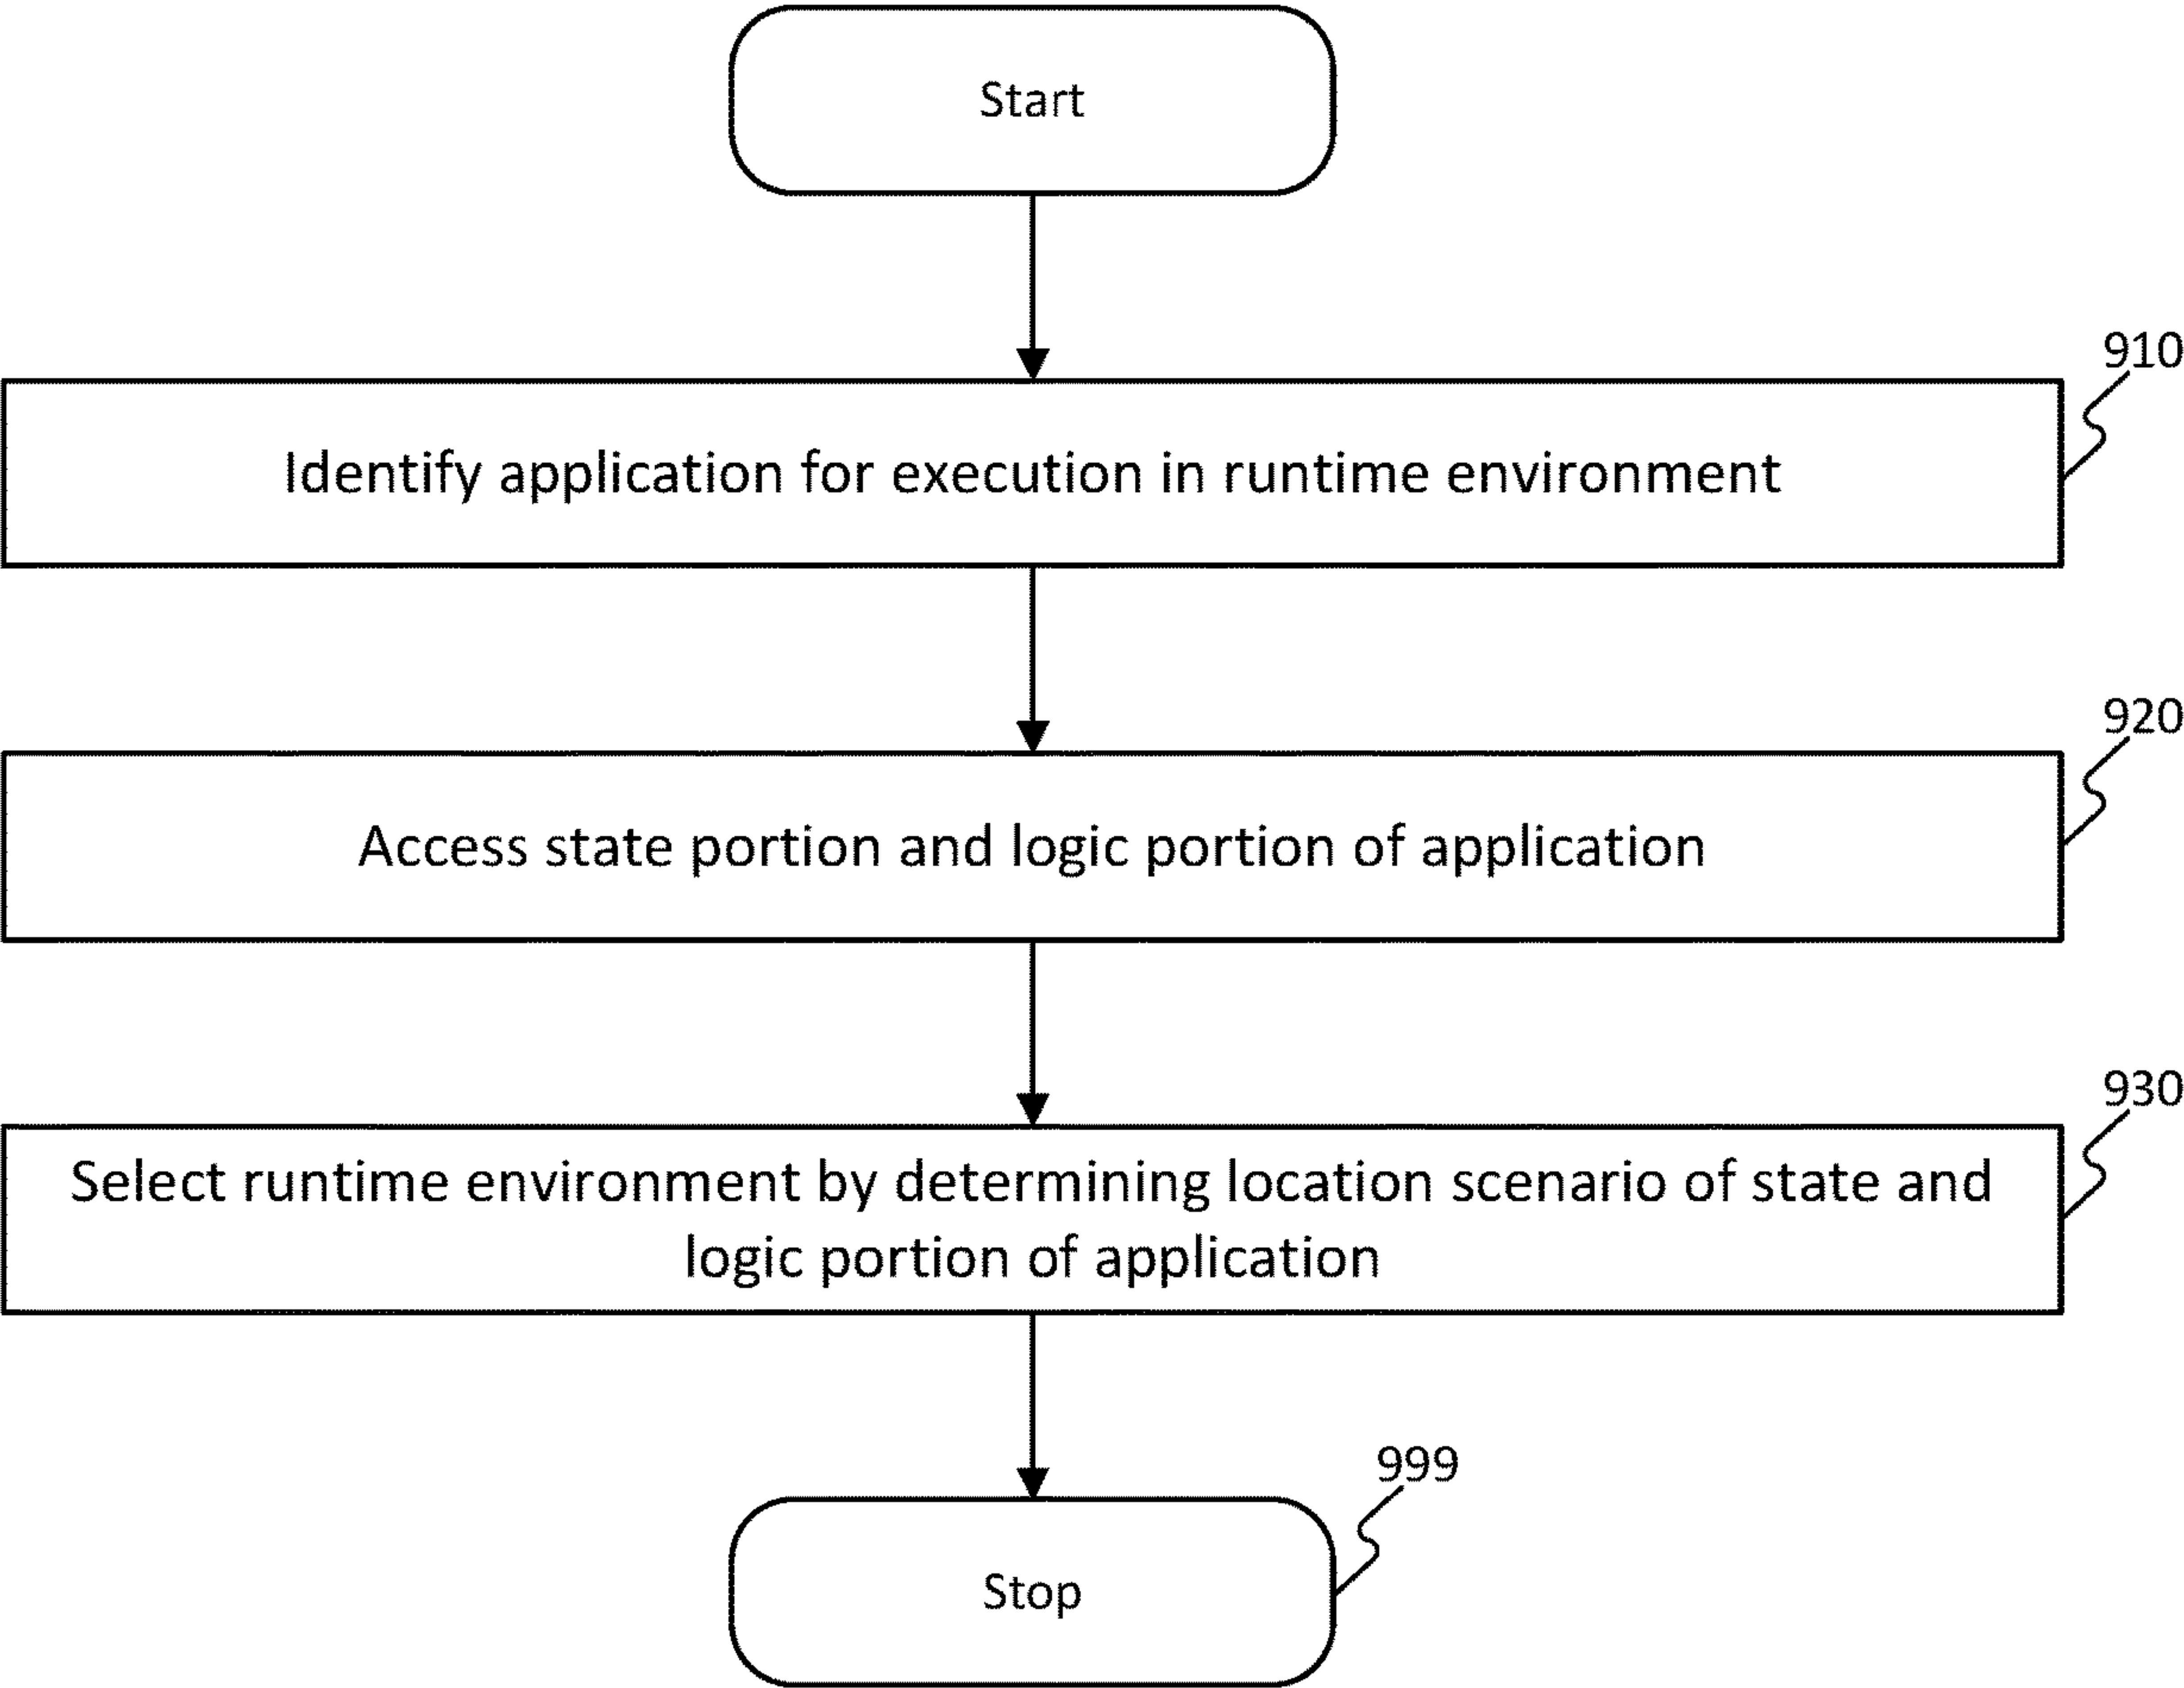 Start
910
Identify application for execution in runtime environment
920
Access state portion and logic portion of application
930
Select runtime environment by determining location scenario of state and
logic portion of application
999
Stop